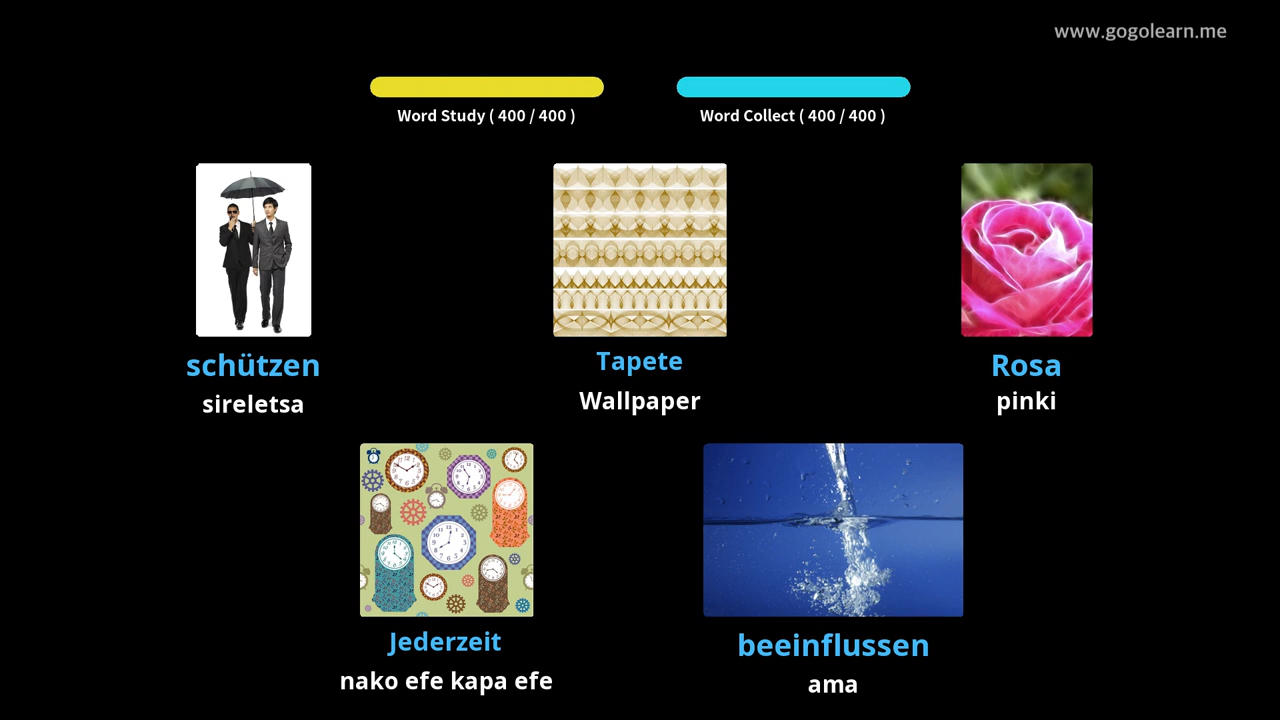 www.gogolearn.me
Word Study ( 400 / 400 )
Word Collect ( 400 / 400 )
schützen
sireletsa
Tapete
Wallpaper
Rosa
pinki
Jederzeit
nako efe kapa efe
beeinflussen
ama